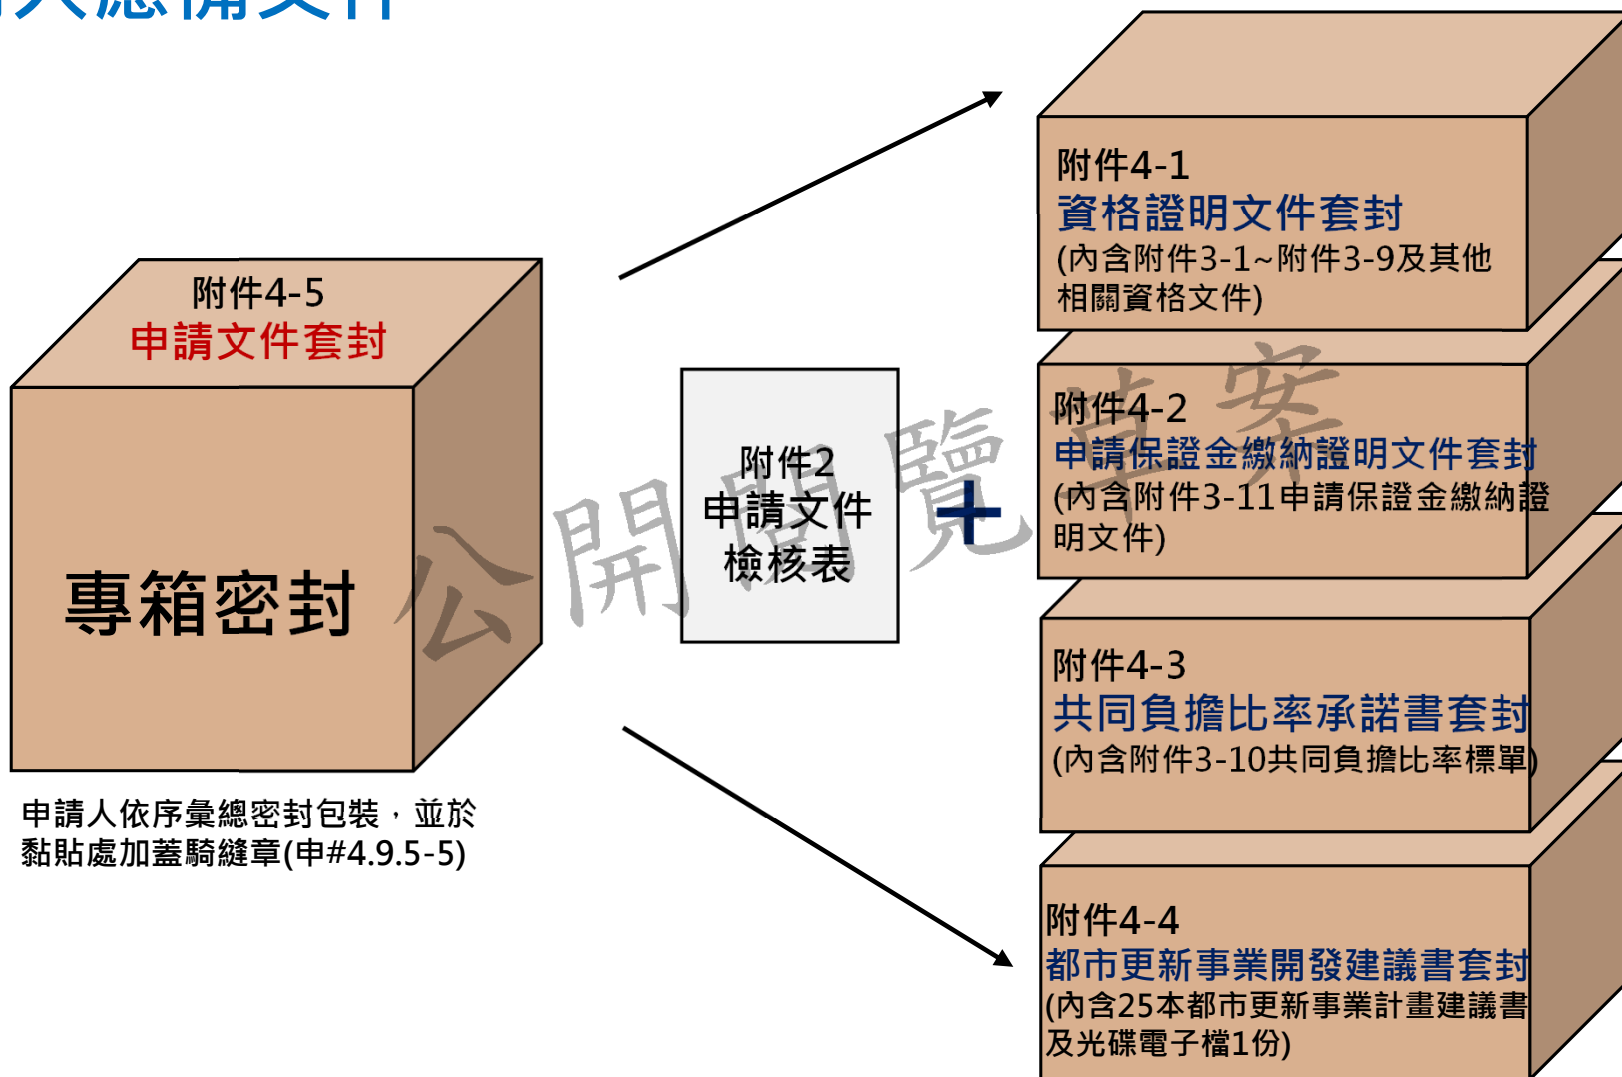 人應備文件
附件4-5
申請文件套封
專箱密封
申請人依序彙總密封包裝，並於
黏貼處加蓋騎縫章(申#4.9.5-5)
附件2
申請文件
檢核表
+
附件4-1
資格證明文件套封
(內含附件3-1~附件3-9及其他
相關資格文件)
附件4-2
申請保證金繳納證明文件套封
(內含附件3-11申請保證金繳納證
明文件)
附件4-3
共同負擔比率承諾書套封
(內含附件3-10共同負擔比率標單)
附件4-4
都市更新事業開發建議書套封
(內含25本都市更新事業計畫建議書
及光碟電子檔1份)
公開閱覽草案